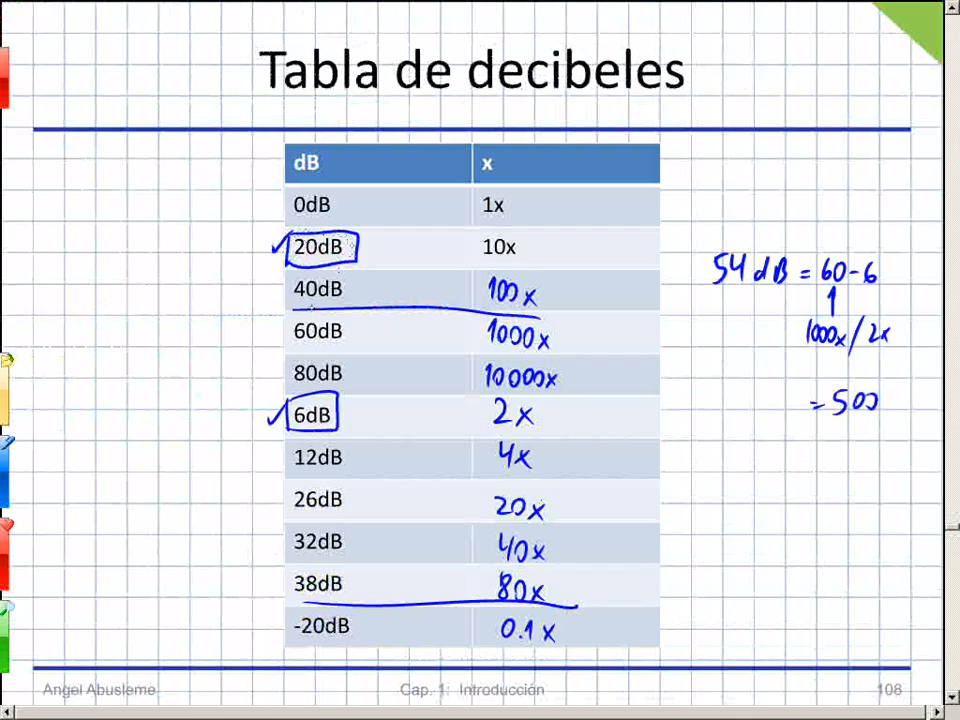 Tabla de decibeles
dB x
0dB 1x
20dB 10x
40dB 100x
60dB 1000x
80dB 10000x
6dB 2x
12dB 4x
26dB 20x
32dB 40x
38dB 80x
-20dB 0.1x
54 dB = 60-6
1000x/2x
= 500
Angel Abusleme Cap. 1: Introducción 108